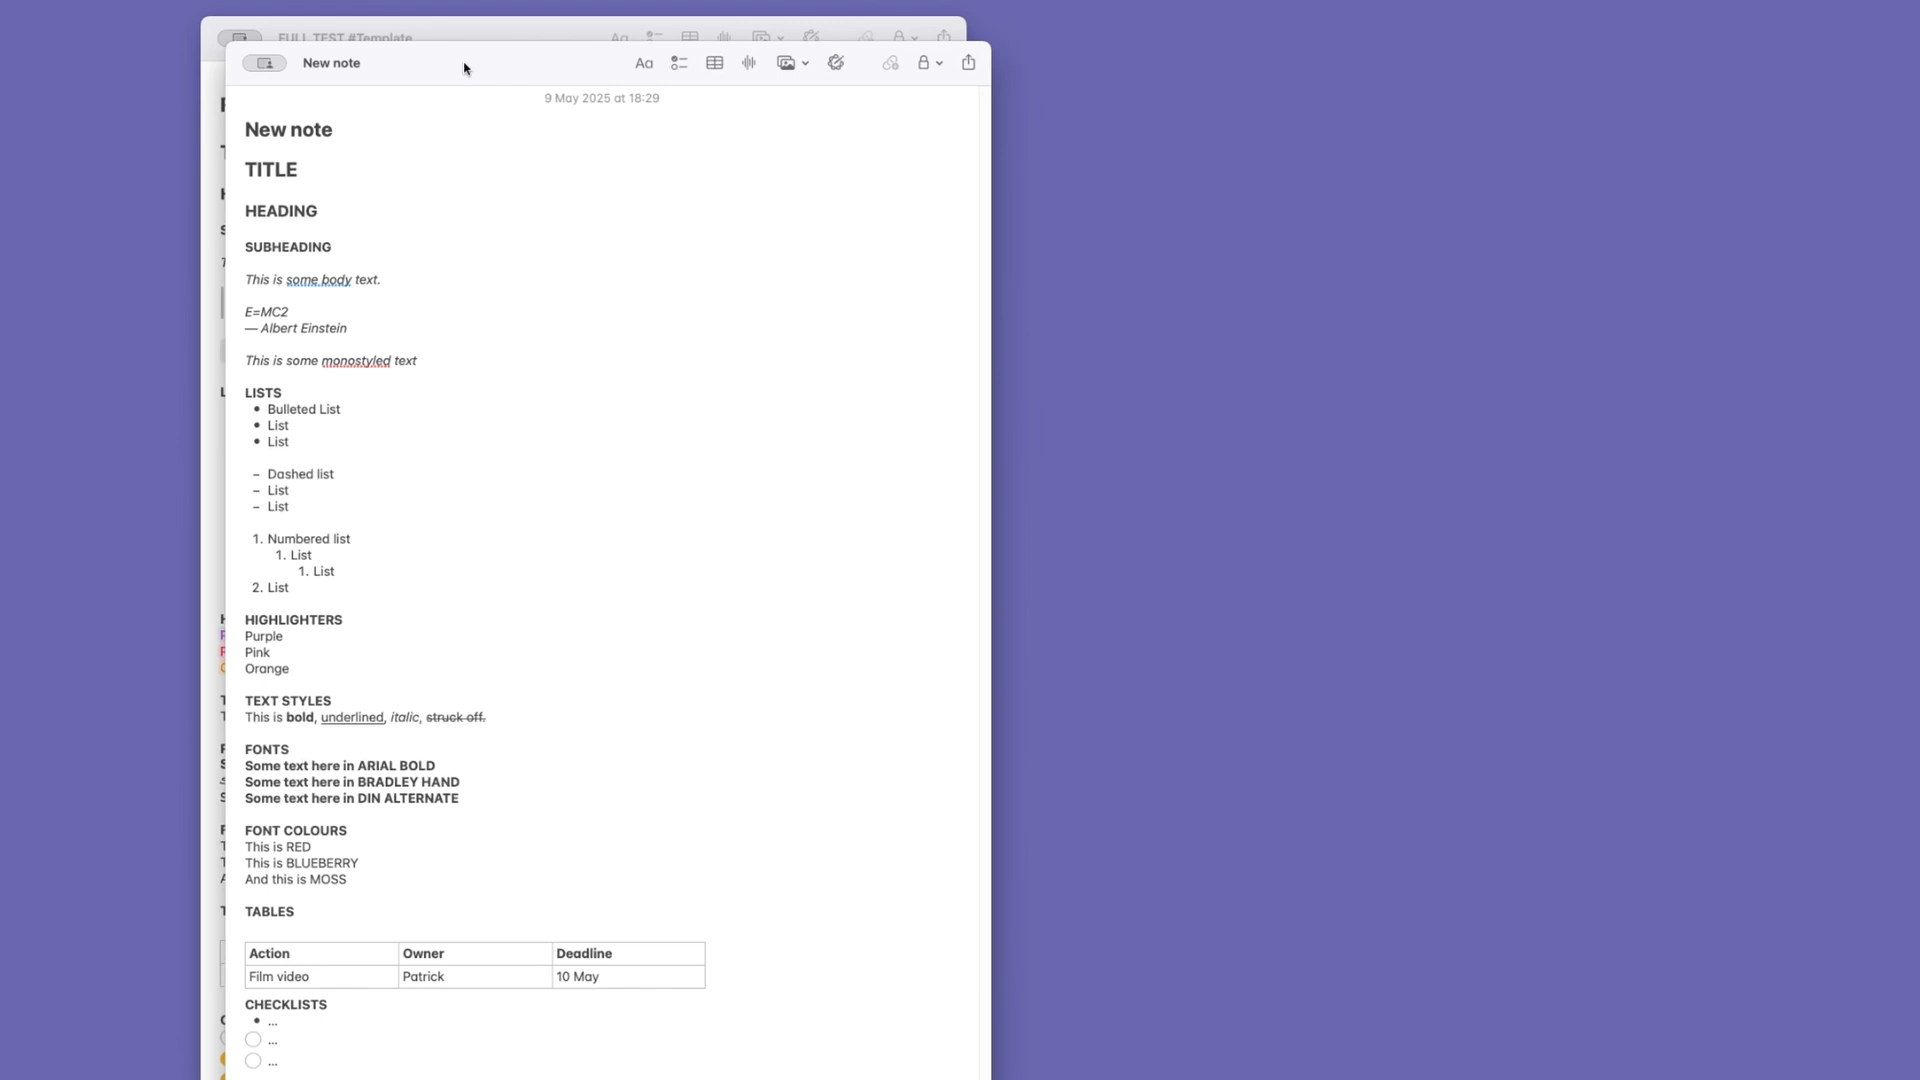 FULL TEST #Template
New note
9 May 2025 at 18:29
New note
TITLE
HEADING
SUBHEADING
This is some body text.
E=MC2
— Albert Einstein
This is some monostyled text
LISTS
• Bulleted List
• List
• List
– Dashed list
– List
– List
1. Numbered list
1. List
1. List
2. List
HIGHLIGHTERS
Purple
Pink
Orange
TEXT STYLES
This is bold, underlined, italic, struck off.
FONTS
Some text here in ARIAL BOLD
Some text here in BRADLEY HAND
Some text here in DIN ALTERNATE
FONT COLOURS
This is RED
This is BLUEBERRY
And this is MOSS
TABLES
Action Owner Deadline
Film video Patrick 10 May
CHECKLISTS
• ...
...
...